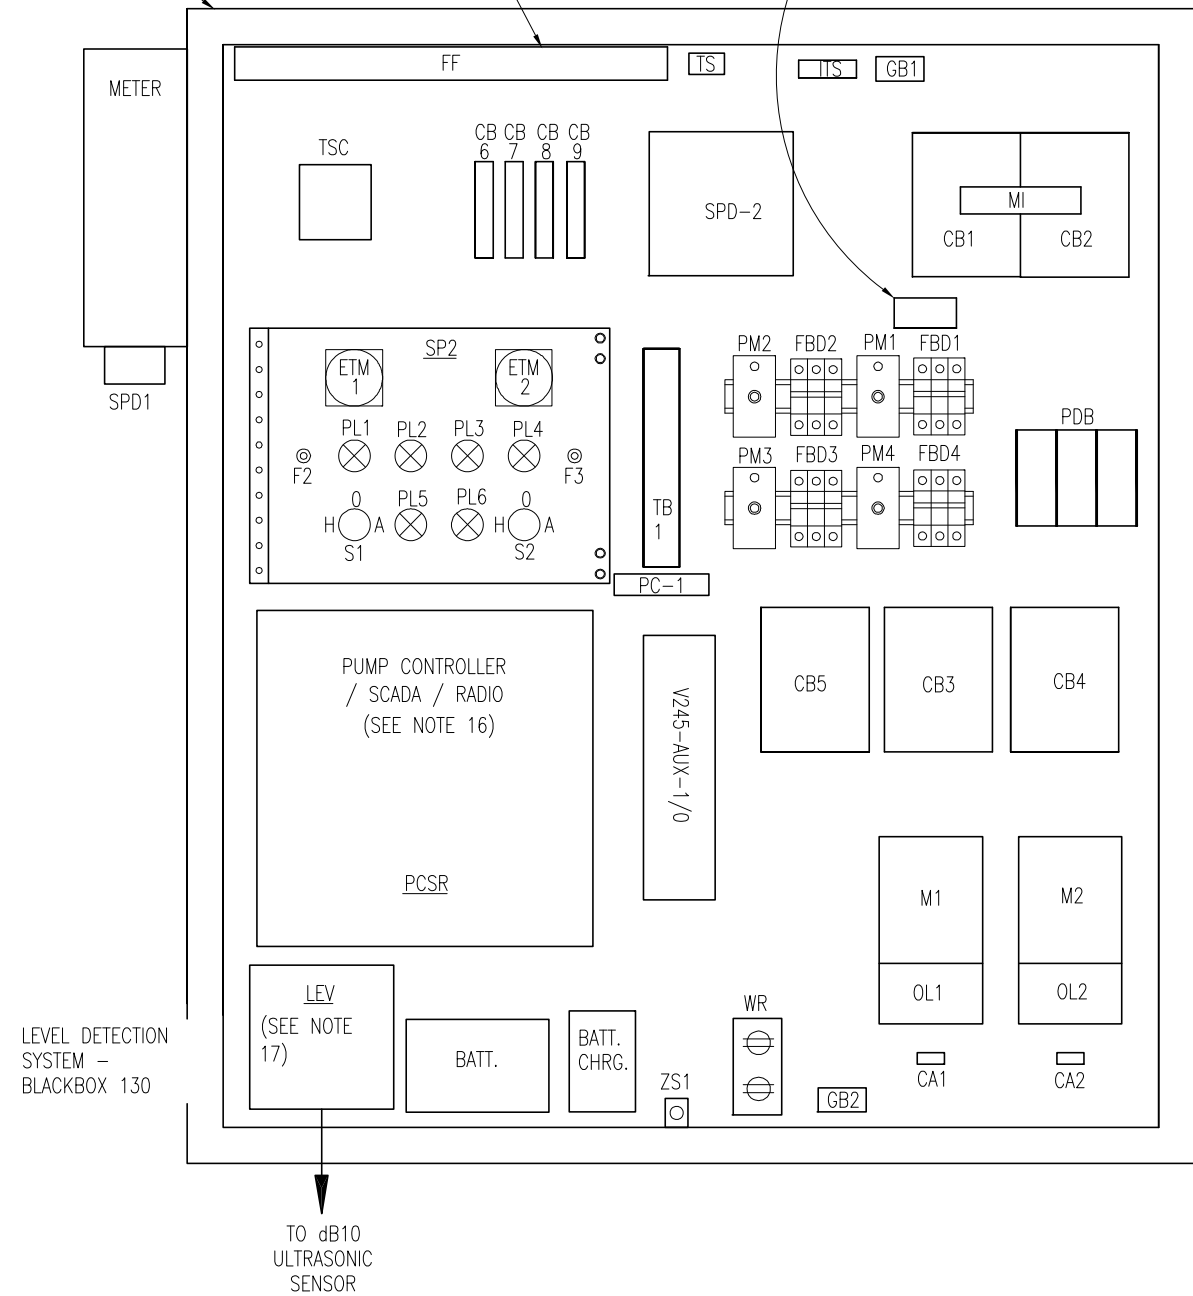 FF
TS
ITS
GB1
METER
TSC
CB CB CB CB
6 7 8 9
SPD-2
MI
CB1
CB2
SP2
ETM
1
ETM
2
PL1
PL2
PL3
PL4
F2
F3
0
PL5
PL6
0
H
A
H
A
S1
S2
SPD1
TB
1
PC-1
PM2
FBD2
PM1
FBD1
PM3
FBD3
PM4
FBD4
PDB
PUMP CONTROLLER
/ SCADA / RADIO
(SEE NOTE 16)
PCSR
V245-AUX-1/0
CB5
CB3
CB4
M1
M2
OL1
OL2
CA1
CA2
LEV
(SEE NOTE
17)
BATT.
BATT.
CHRG.
ZS1
WR
GB2
LEVEL DETECTION
SYSTEM -
BLACKBOX 130
TO dB10
ULTRASONIC
SENSOR